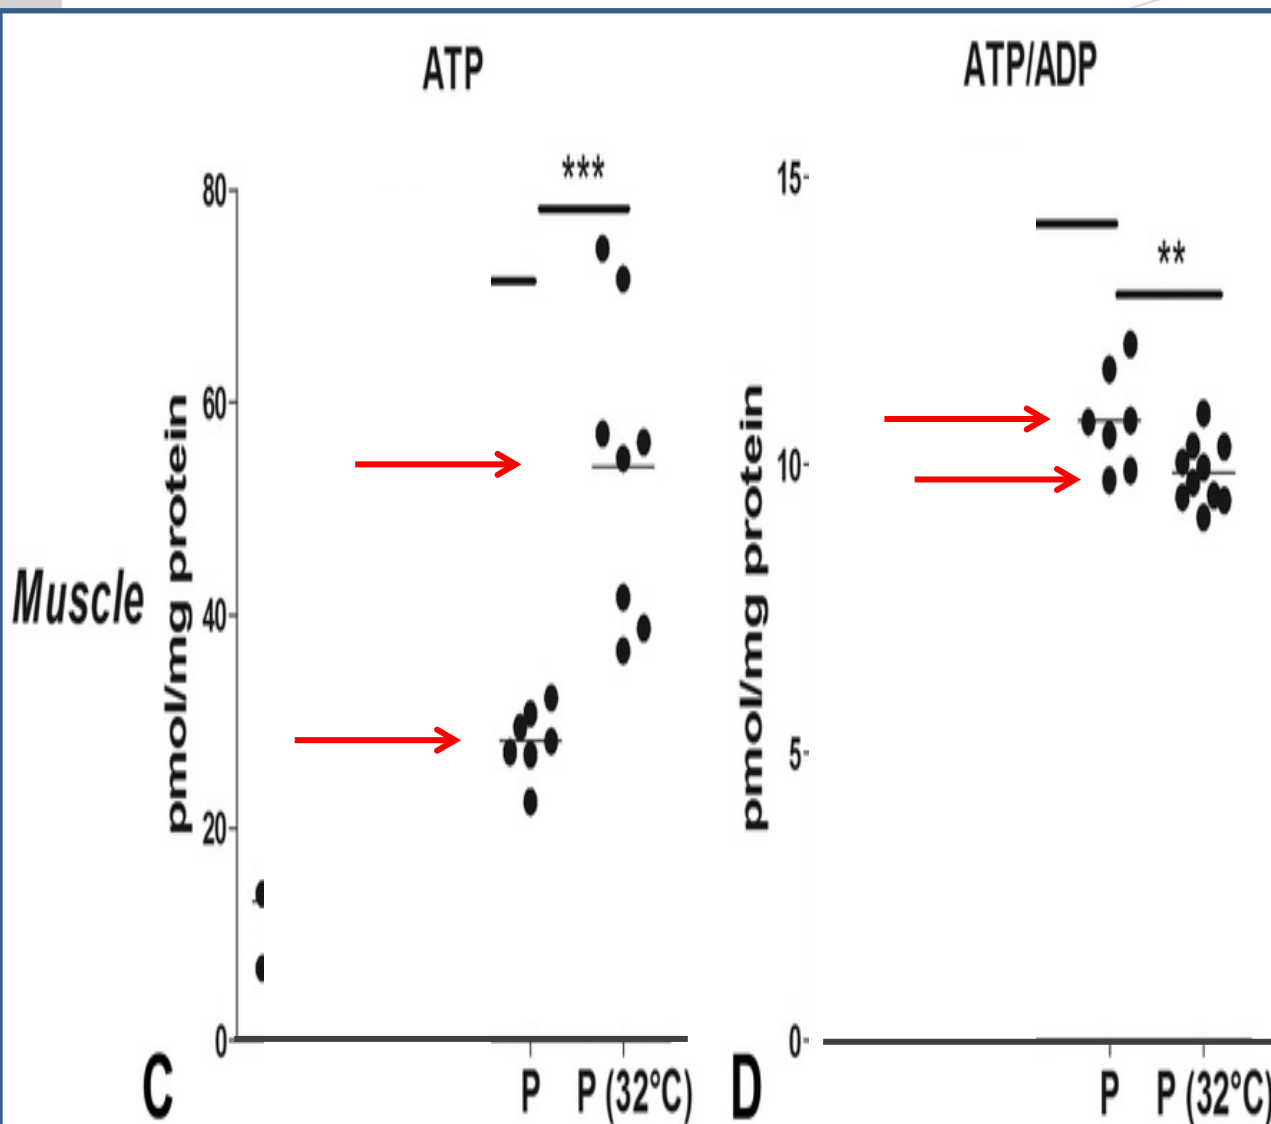 ATP
80
60
40
20
0
pmol/mg protein
***
P
P (32°C)
C
Muscle
ATP/ADP
15
10
5
0
pmol/mg protein
**
P
P (32°C)
D